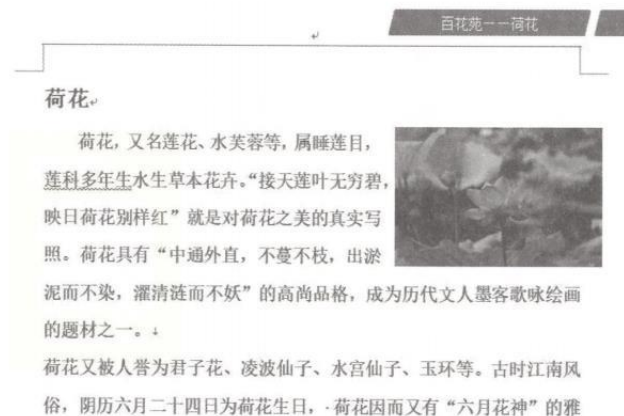 百花苑——荷花
荷花
荷花，又名莲花、水芙蓉等，属睡莲目，
莲科多年生水生草本花卉。“接天莲叶无穷碧，
映日荷花别样红”就是对荷花之美的真实写
照。荷花具有“中通外直，不蔓不枝，出淤
泥而不染，濯清涟而不妖”的高尚品格，成为历代文人墨客歌咏绘画
的题材之一。
荷花又被人誉为君子花、凌波仙子、水宫仙子、玉环等。古时江南风
俗，阴历六月二十四日为荷花生日，·荷花因而又有“六月花神”的雅